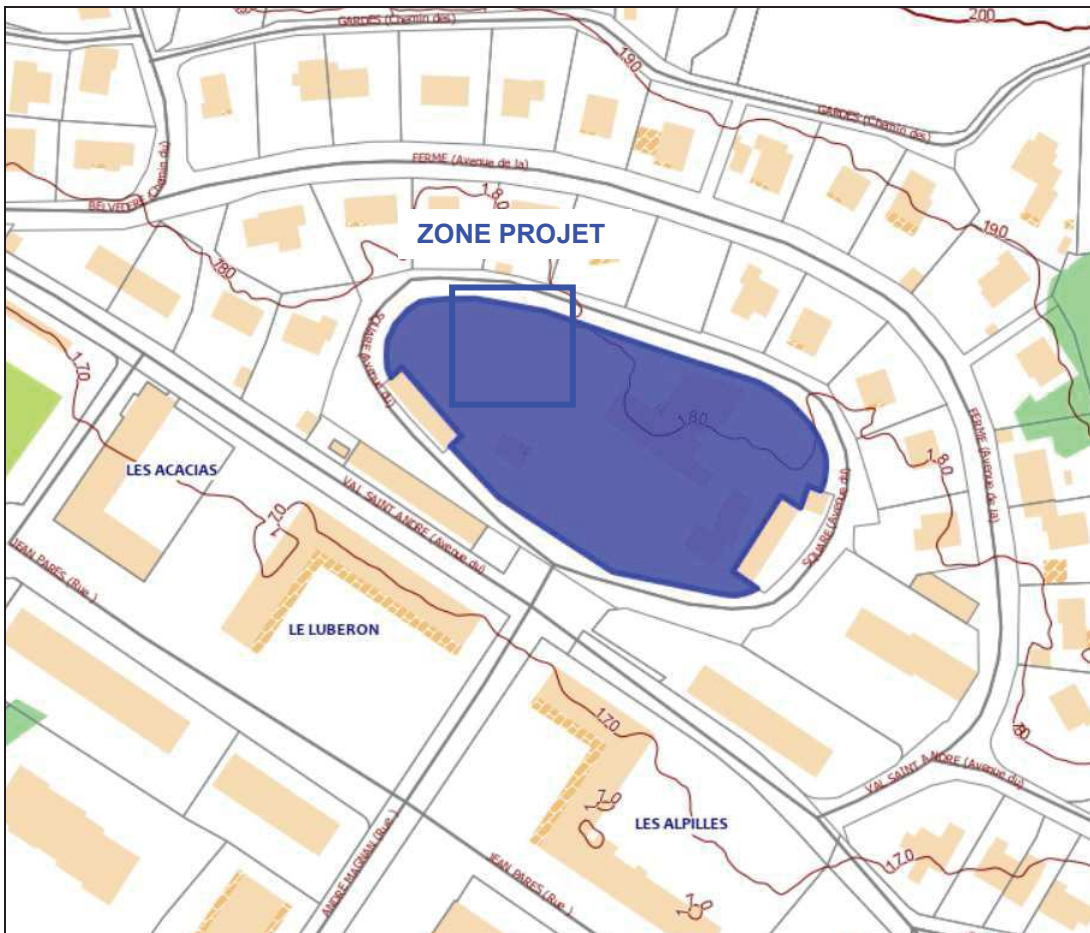 GARDES (Chemin des)
200
190
GARDES (Chemin des)
FERME (Avenue de la)
BELVEDERE (Chemin du)
180
ZONE PROJET
180
190
SQUARE (Avenue du)
170
180
FERME (Avenue de la)
180
LES ACACIAS
VAL SAINT ANDRE (Avenue du)
SQUARE (Avenue du)
170
JEAN PARES (Rue )
LE LUBERON
170
180
VAL SAINT ANDRE (Avenue du)
170
LES ALPILLES
ANDRE MAGNAN (Rue )
JEAN PARES (Rue )
170
170